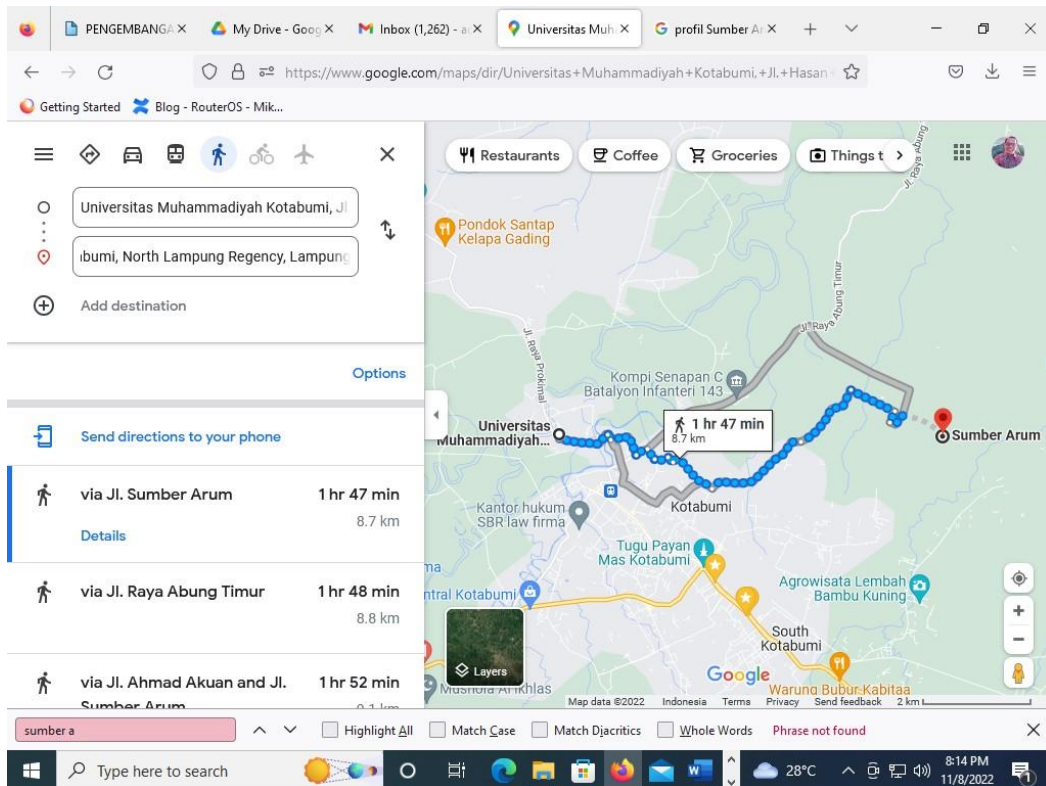 PENGEMBANGA
My Drive - Goog
Inbox (1,262) - a
Universitas Muh
profil Sumber Ar
https://www.google.com/maps/dir/Universitas+Muhammadiyah+Kotabumi,+Jl.+Hasan+
Getting Started
Blog - RouterOS - Mik...
Universitas Muhammadiyah Kotabumi, Jl
bumi, North Lampung Regency, Lampung
Add destination
Options
Send directions to your phone
via Jl. Sumber Arum
1 hr 47 min
8.7 km
Details
via Jl. Raya Abung Timur
1 hr 48 min
8.8 km
via Jl. Ahmad Akuan and Jl.
Sumber Arum
1 hr 52 min
Restaurants
Coffee
Groceries
Things t
Jl. Raya Abung
Pondok Santap
Kelapa Gading
Jl. Raya Abung Timur
Jl. Raya Prokimal
Kompi Senapan C
Batalyon Infanteri 143
Universitas
Muhammadiyah...
1 hr 47 min
8.7 km
Sumber Arum
Kantor hukum
SBR law firma
Kotabumi
Tugu Payan
Mas Kotabumi
ntral Kotabumi
Agrowisata Lembah
Bambu Kuning
South
Kotabumi
Layers
Google
Mushola Al Ikhlas
Warung Bubur Kabitaa
Map data ©2022
Indonesia
Terms
Privacy
Send feedback
2 km
sumber a
Highlight All
Match Case
Match Diacritics
Whole Words
Phrase not found
Type here to search
28°C
8:14 PM
11/8/2022